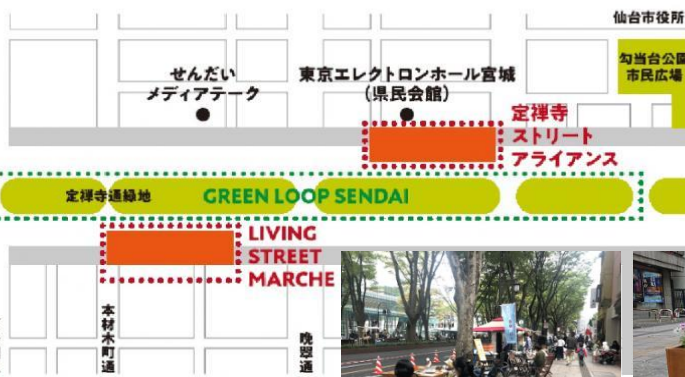 仙台市役所
勾当台公園
市民広場
せんだい
メディアテーク
東京エレクトロンホール宮城
(県民会館)
定禅寺
ストリート
アライアンス
定禅寺通緑地
GREEN LOOP SENDAI
LIVING
STREET
MARCHE
本材木町通
晩翠通